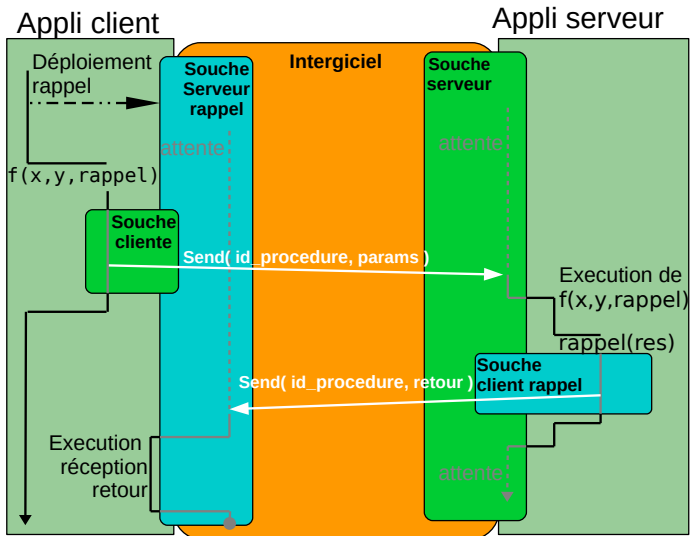 Appli client
Appli serveur
Déploiement
rappel
Souche
Serveur
rappel
Intergiciel
Souche
serveur
attente
attente
f(x,y,rappel)
Souche
cliente
Send( id_procedure, params )
Execution de
f(x,y,rappel)
rappel(res)
Souche
client rappel
Send( id_procedure, retour )
Execution
réception
retour
attente